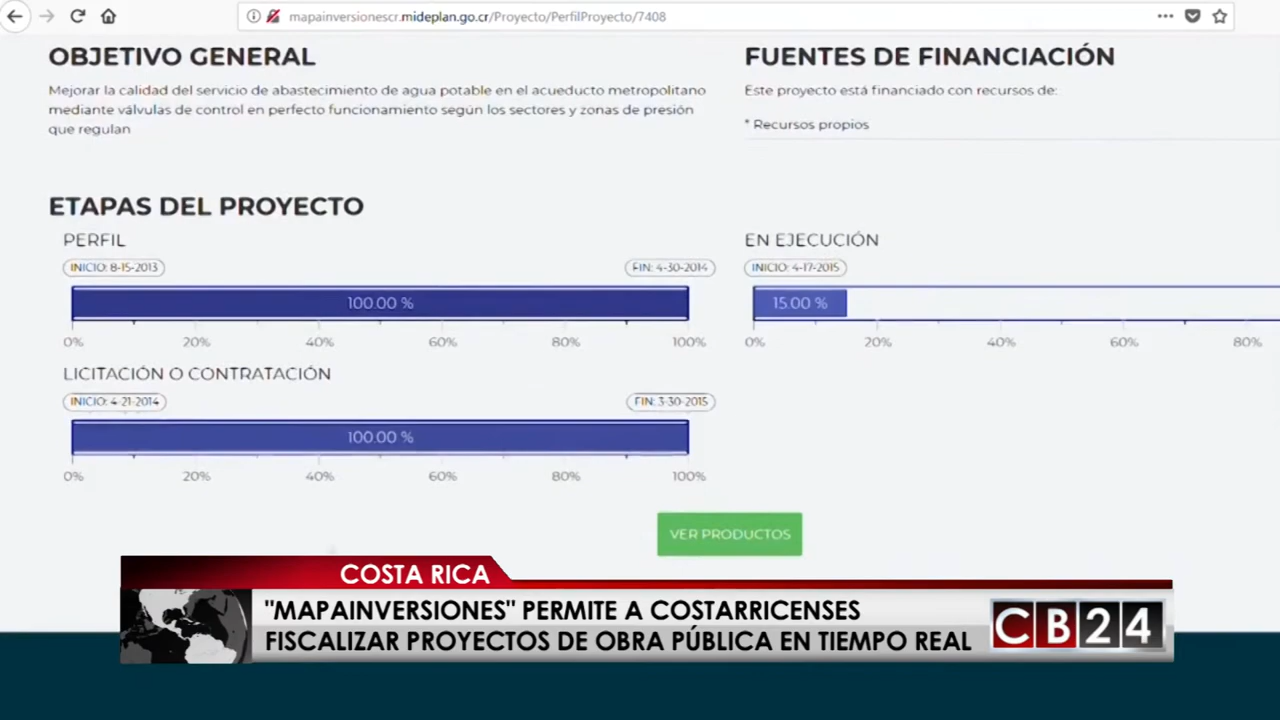 mapainversionescr.mideplan.go.cr/Proyecto/PerfilProyecto/7408
OBJETIVO GENERAL
Mejorar la calidad del servicio de abastecimiento de agua potable en el acueducto metropolitano
mediante válvulas de control en perfecto funcionamiento según los sectores y zonas de presión
que regulan
FUENTES DE FINANCIACIÓN
Este proyecto está financiado con recursos de:
* Recursos propios
ETAPAS DEL PROYECTO
PERFIL
INICIO: 8-15-2013
FIN: 4-30-2014
100.00 %
0% 20% 40% 60% 80% 100%
EN EJECUCIÓN
INICIO: 4-17-2015
15.00 %
0% 20% 40% 60% 80%
LICITACIÓN O CONTRATACIÓN
INICIO: 4-21-2014
FIN: 3-30-2015
100.00 %
0% 20% 40% 60% 80% 100%
VER PRODUCTOS
COSTA RICA
"MAPAINVERSIONES" PERMITE A COSTARRICENSES
FISCALIZAR PROYECTOS DE OBRA PÚBLICA EN TIEMPO REAL
CB24